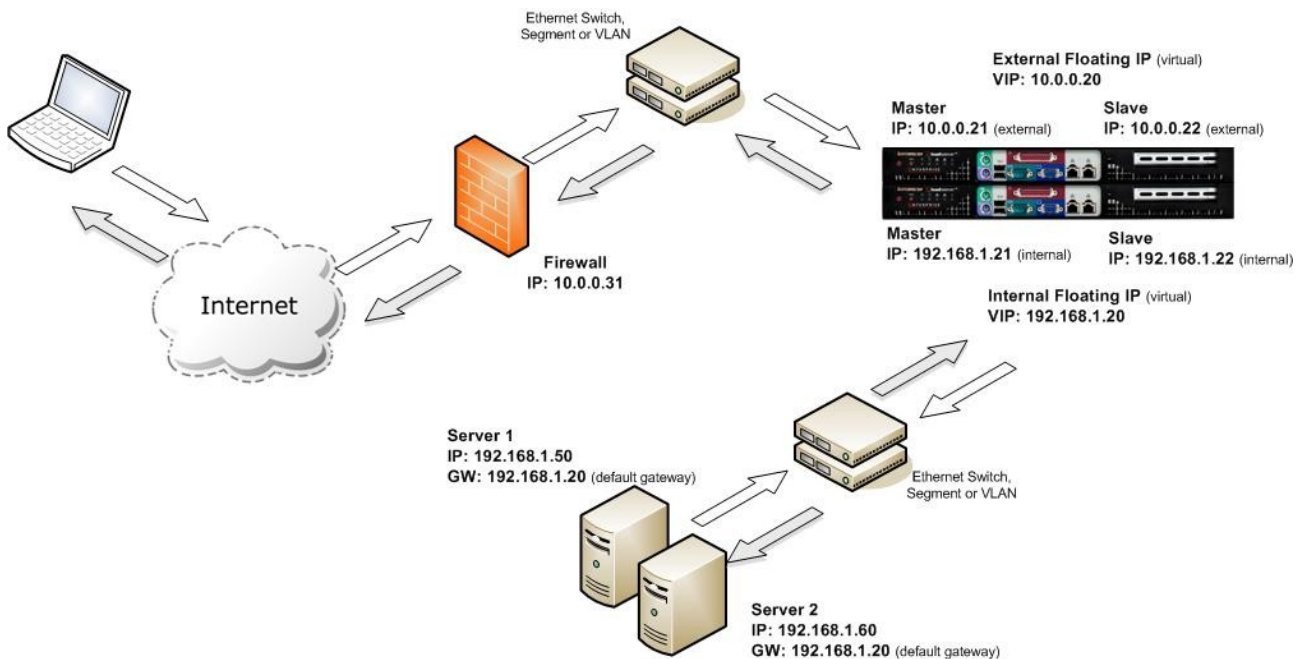 Ethernet Switch,
Segment or VLAN
External Floating IP (virtual)
VIP: 10.0.0.20
Master
IP: 10.0.0.21 (external)
Slave
IP: 10.0.0.22 (external)
Firewall
IP: 10.0.0.31
Internet
Master
IP: 192.168.1.21 (internal)
Slave
IP: 192.168.1.22 (internal)
Internal Floating IP (virtual)
VIP: 192.168.1.20
Server 1
IP: 192.168.1.50
GW: 192.168.1.20 (default gateway)
Ethernet Switch,
Segment or VLAN
Server 2
IP: 192.168.1.60
GW: 192.168.1.20 (default gateway)